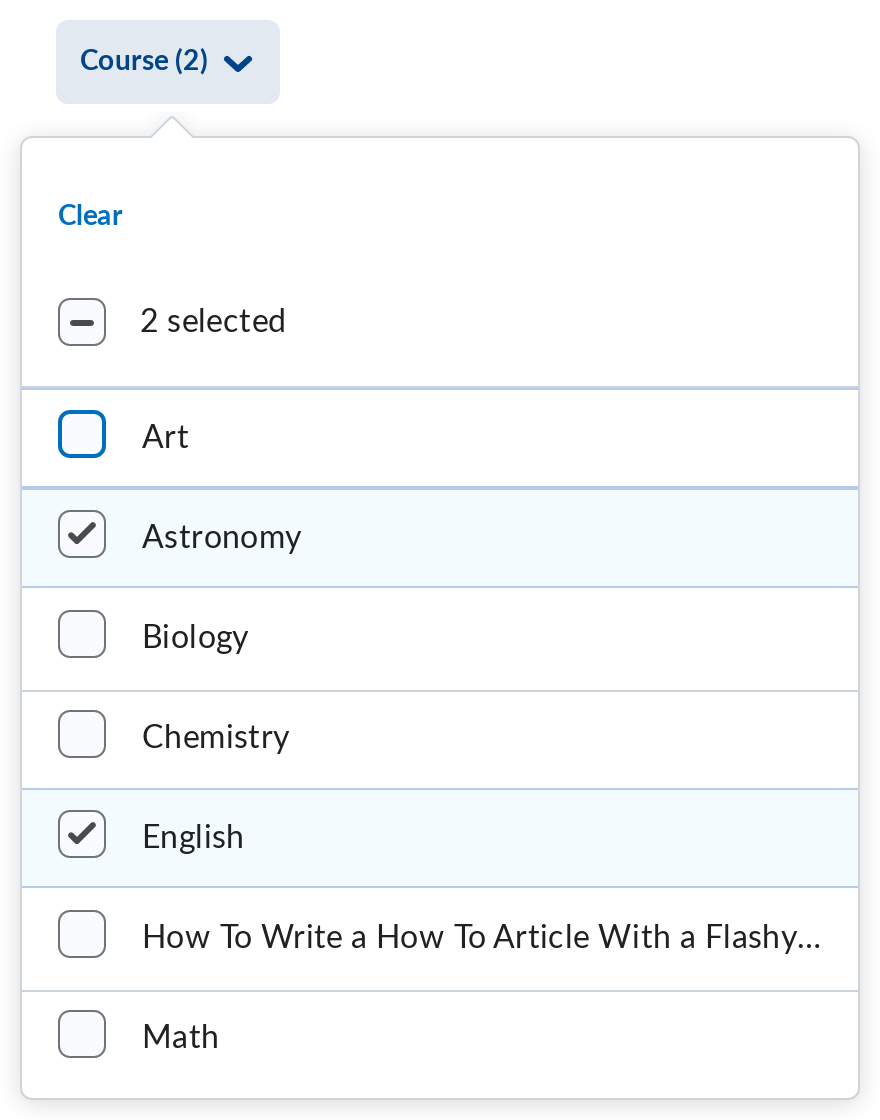 Course (2)
Clear
2 selected
Art
Astronomy
Biology
Chemistry
English
How To Write a How To Article With a Flashy...
Math